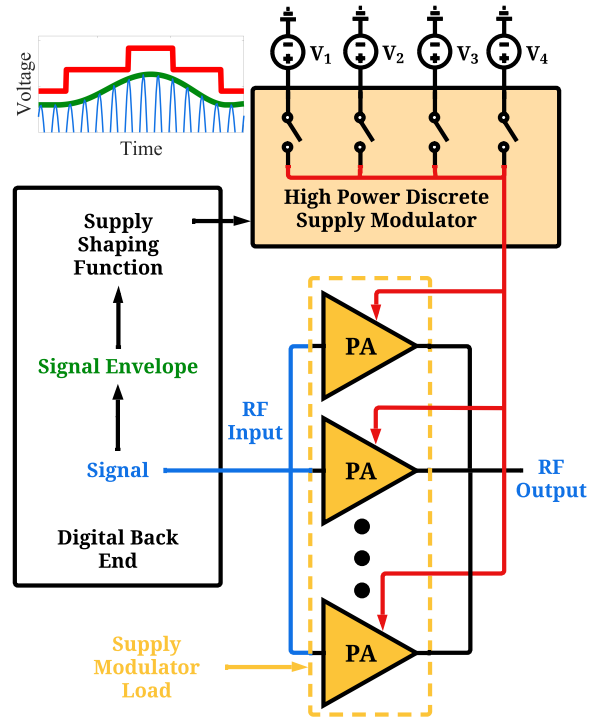 Voltage
Time
V1
V2
V3
V4
High Power Discrete
Supply Modulator
Supply
Shaping
Function
Signal Envelope
Signal
Digital Back
End
RF
Input
PA
PA
PA
RF
Output
Supply
Modulator
Load